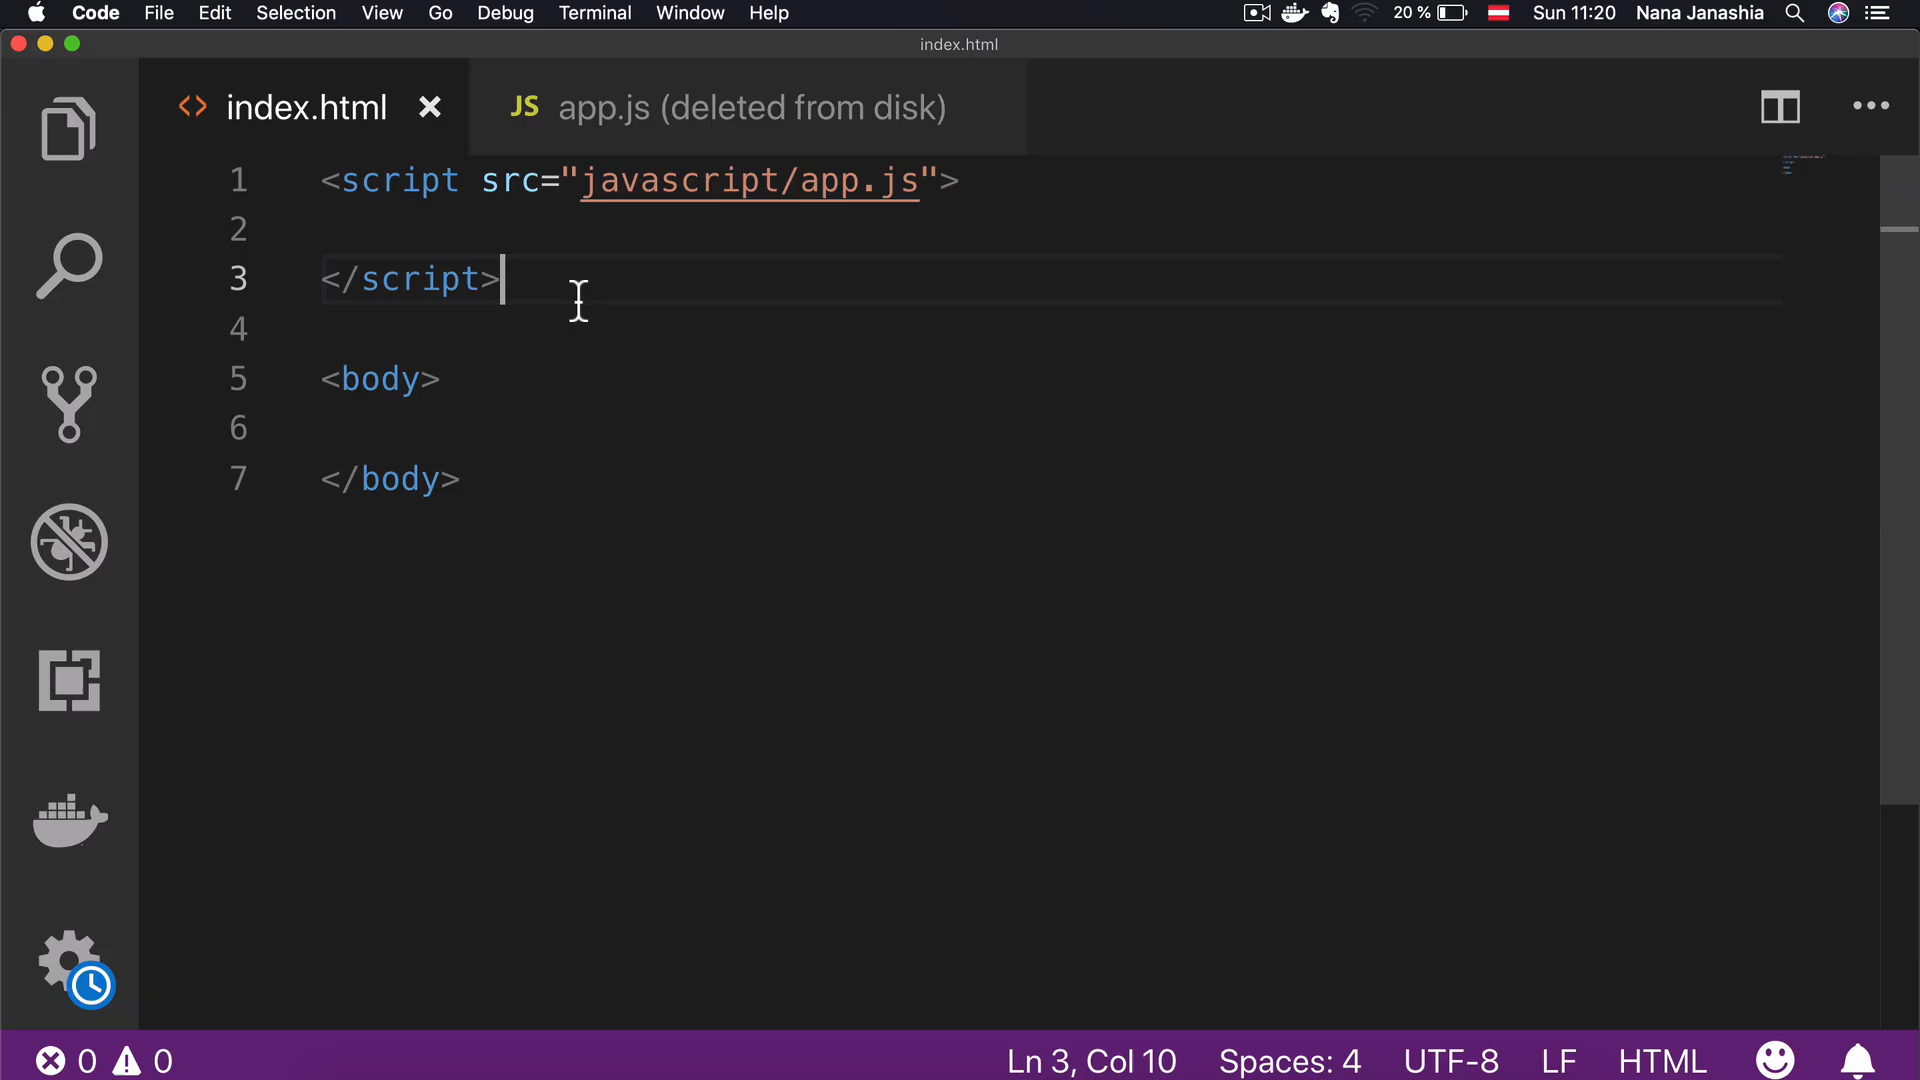 Code File Edit Selection View Go Debug Terminal Window Help 20 % Sun 11:20 Nana Janashia
index.html
index.html JS app.js (deleted from disk)
1 <script src="javascript/app.js">
2
3 </script>
4
5 <body>
6
7 </body>
0 0 Ln 3, Col 10 Spaces: 4 UTF-8 LF HTML